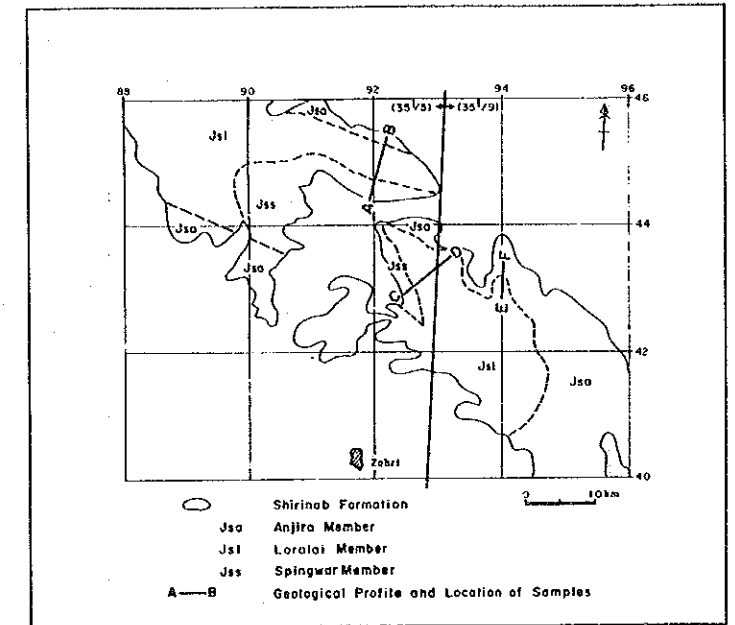 88 90 92 94 96
46
(35 I/5) (35 I/9)
Jsa
B
Jsl
Jss
A
44
Jsa
Jsa
Jsa
D
Jss
F
C
E
42
Jsl
Jsa
Zehri
40
0 10km
Shirinab Formation
Jsa Anjira Member
Jsl Loralai Member
Jss Spingwar Member
A——B Geological Profile and Location of Samples